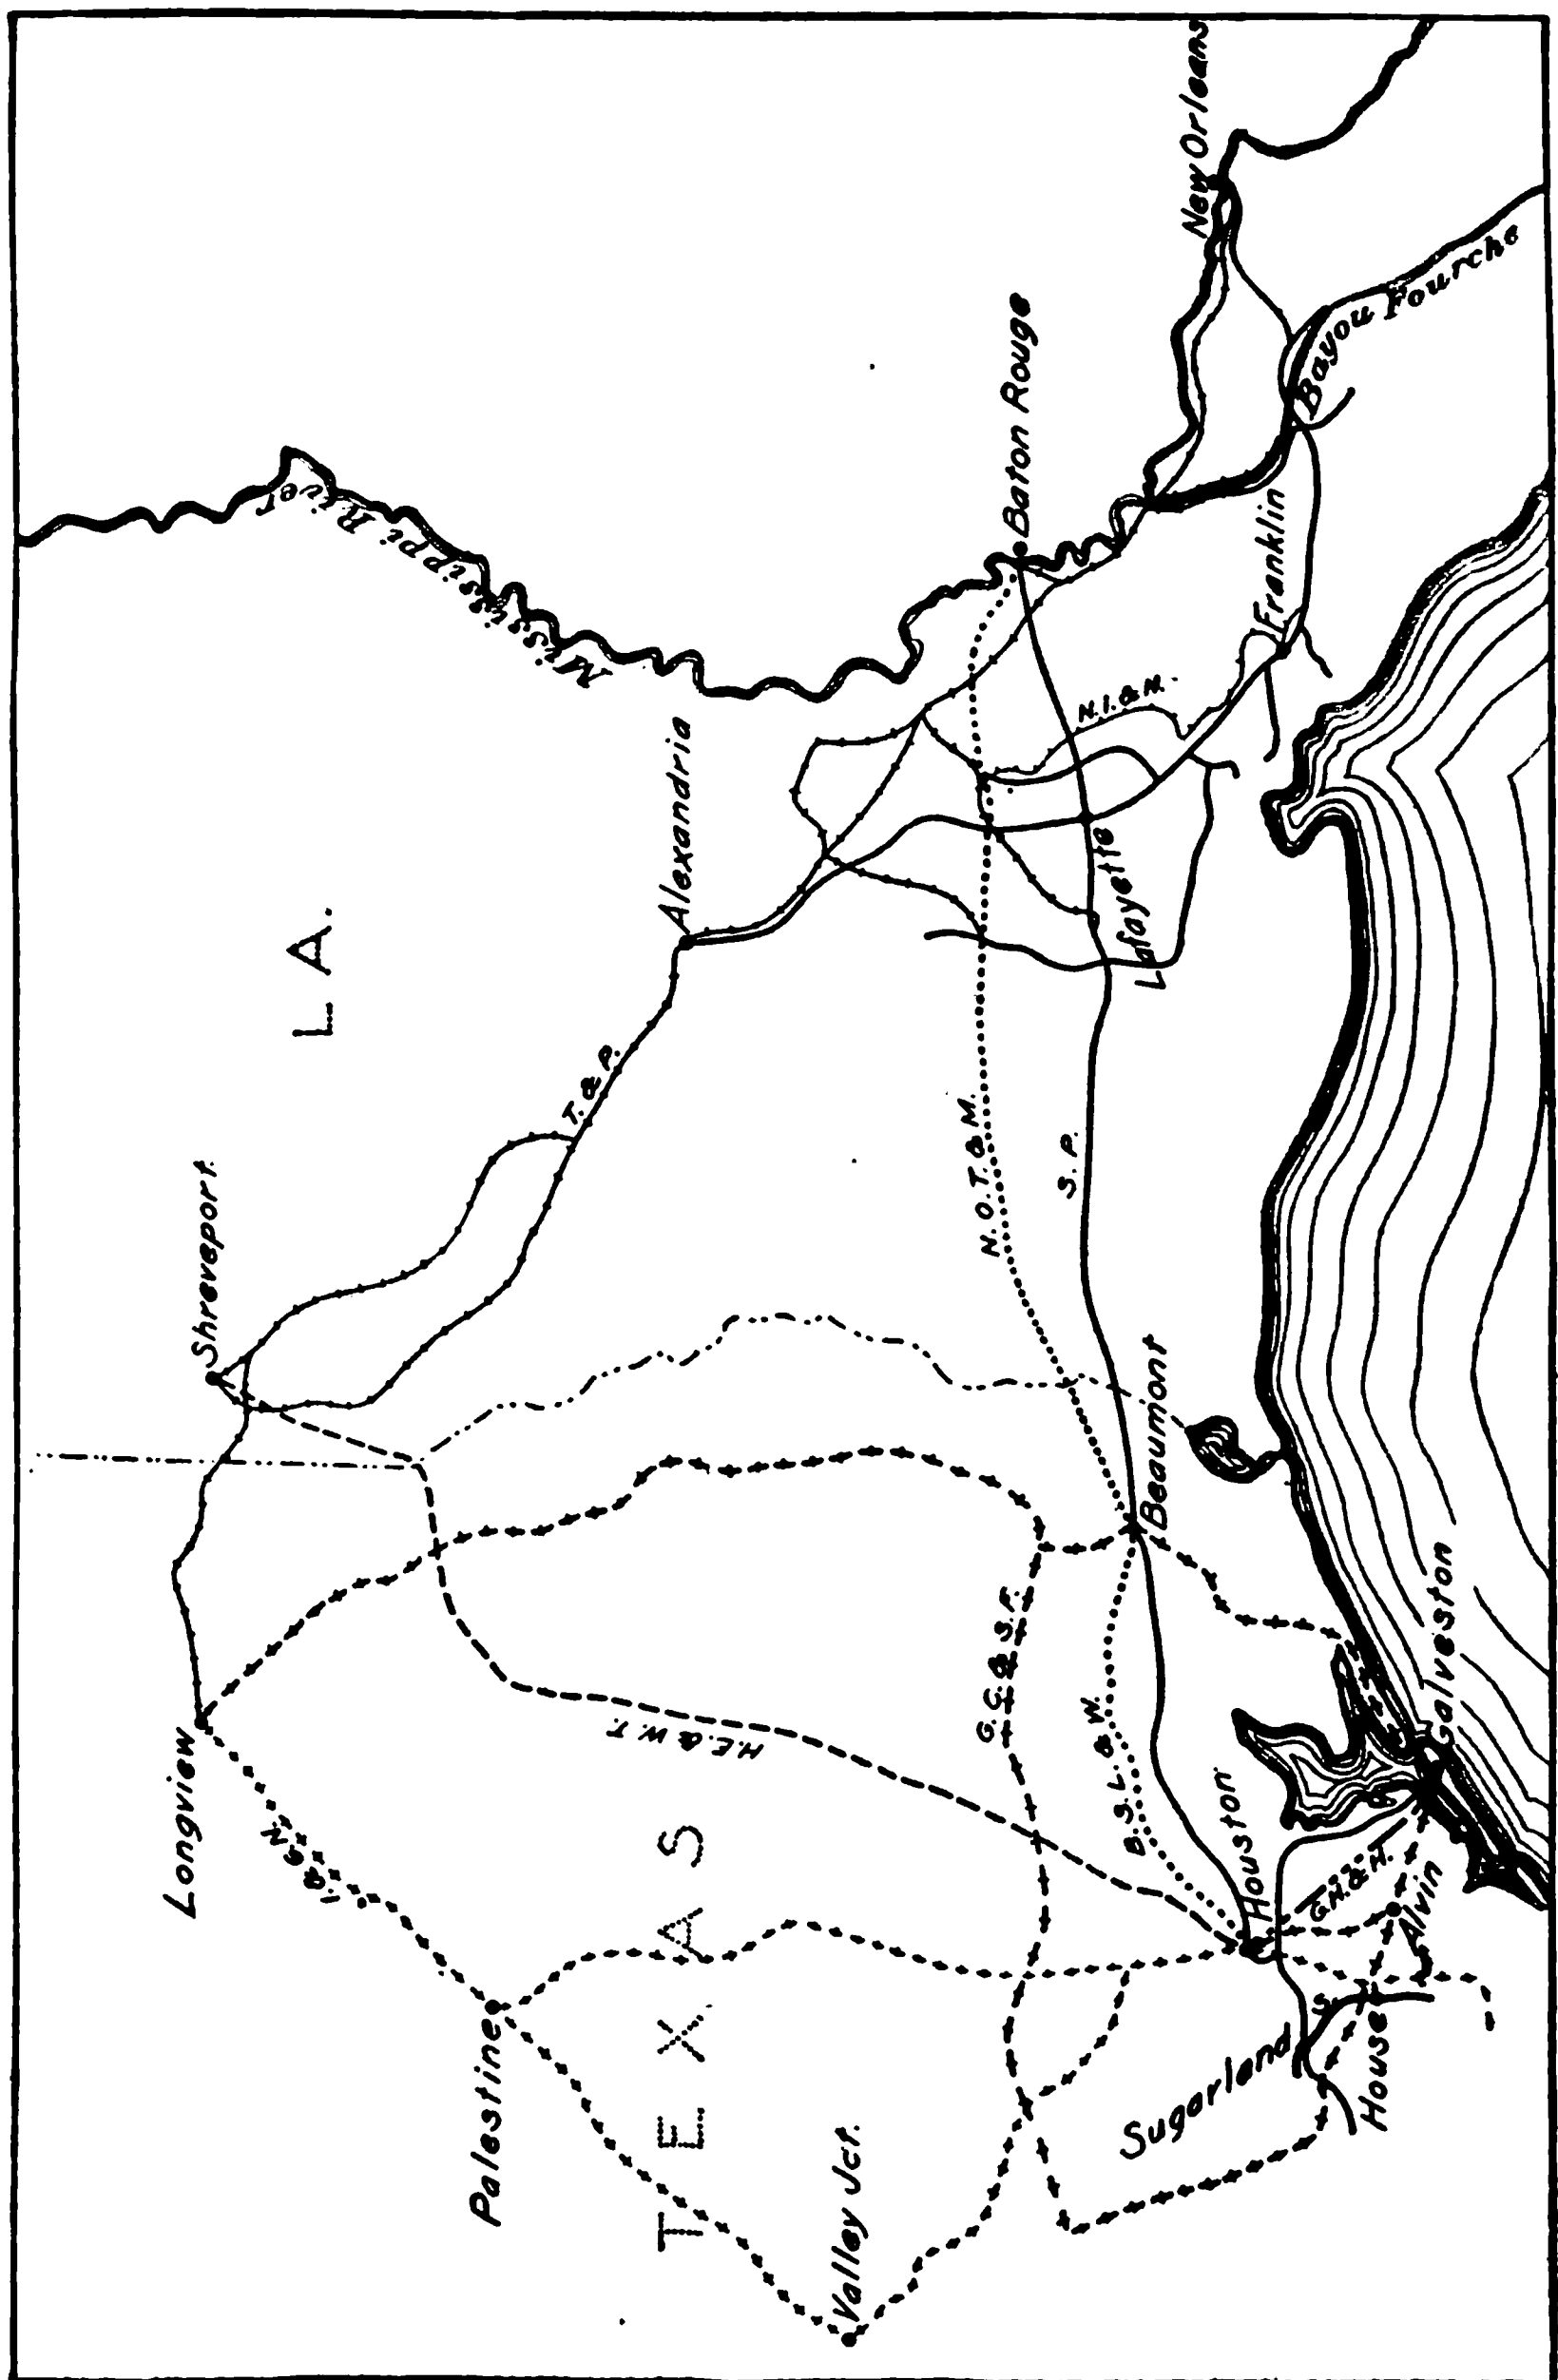 Longview
Shreveport.
L A.
Mississippi River
I. & G. N.
Palestine
T. & P.
Alexandria
H.E. & W.T.
T E X A S
Valley Jct.
G. C. & S. F.
N. O. T. & M.
Baton Rouge
B. S. L. & W.
S. P.
N. I. & N.
Beaumont
Lafayette
New Orleans
Sugarland
Houston
Franklin
Bayou Fourche
G. H. & H.
House
Alvin
Galveston